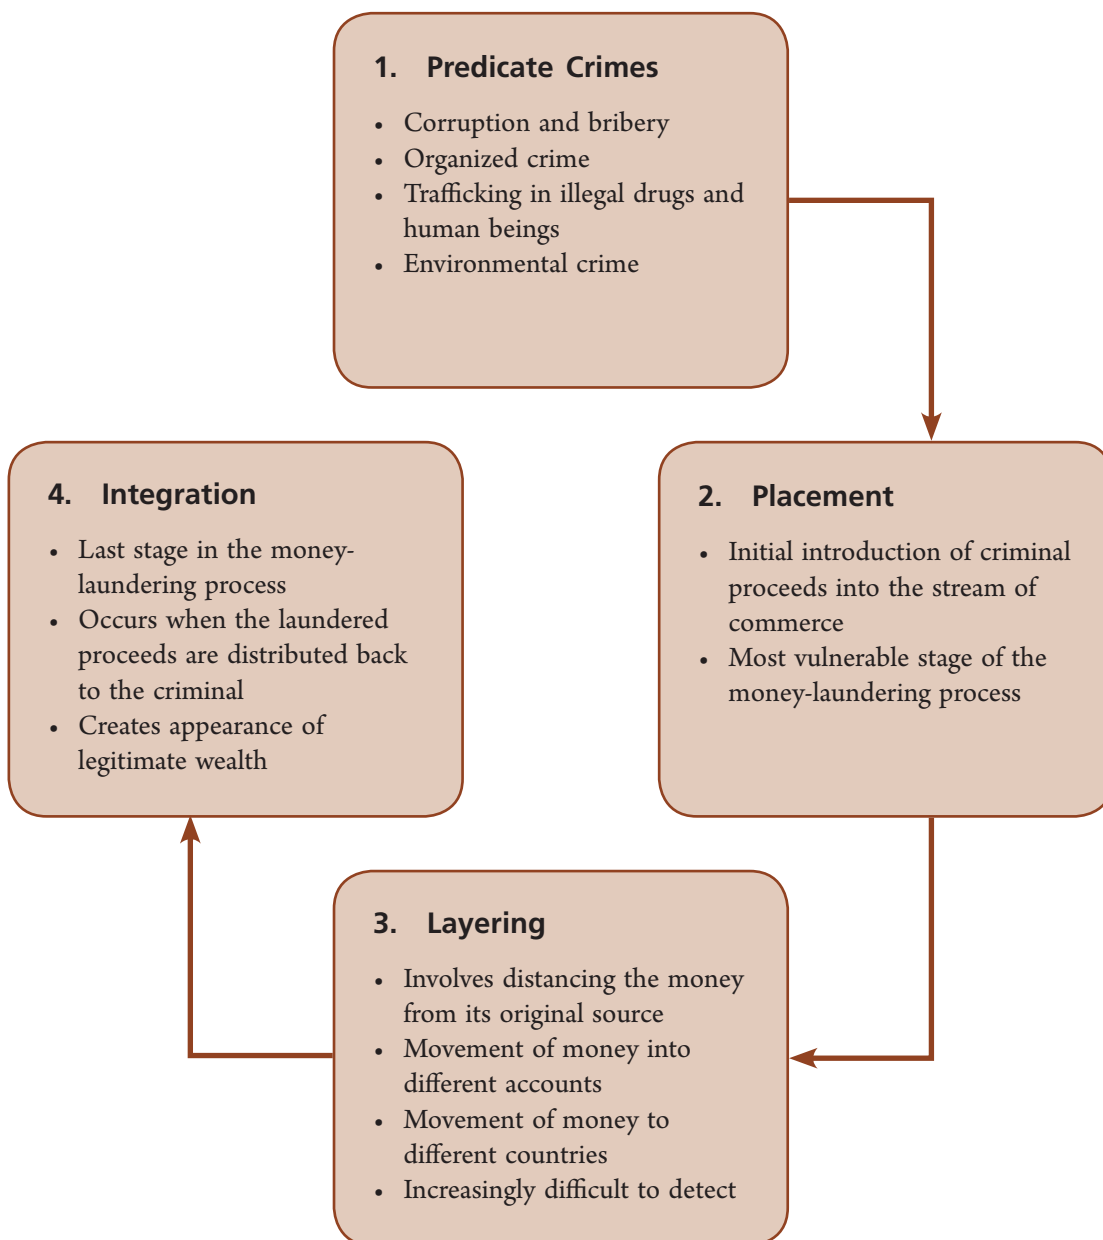 1. Predicate Crimes
• Corruption and bribery
• Organized crime
• Trafficking in illegal drugs and
human beings
• Environmental crime
2. Placement
• Initial introduction of criminal
proceeds into the stream of
commerce
• Most vulnerable stage of the
money-laundering process
3. Layering
• Involves distancing the money
from its original source
• Movement of money into
different accounts
• Movement of money to
different countries
• Increasingly difficult to detect
4. Integration
• Last stage in the money-
laundering process
• Occurs when the laundered
proceeds are distributed back
to the criminal
• Creates appearance of
legitimate wealth